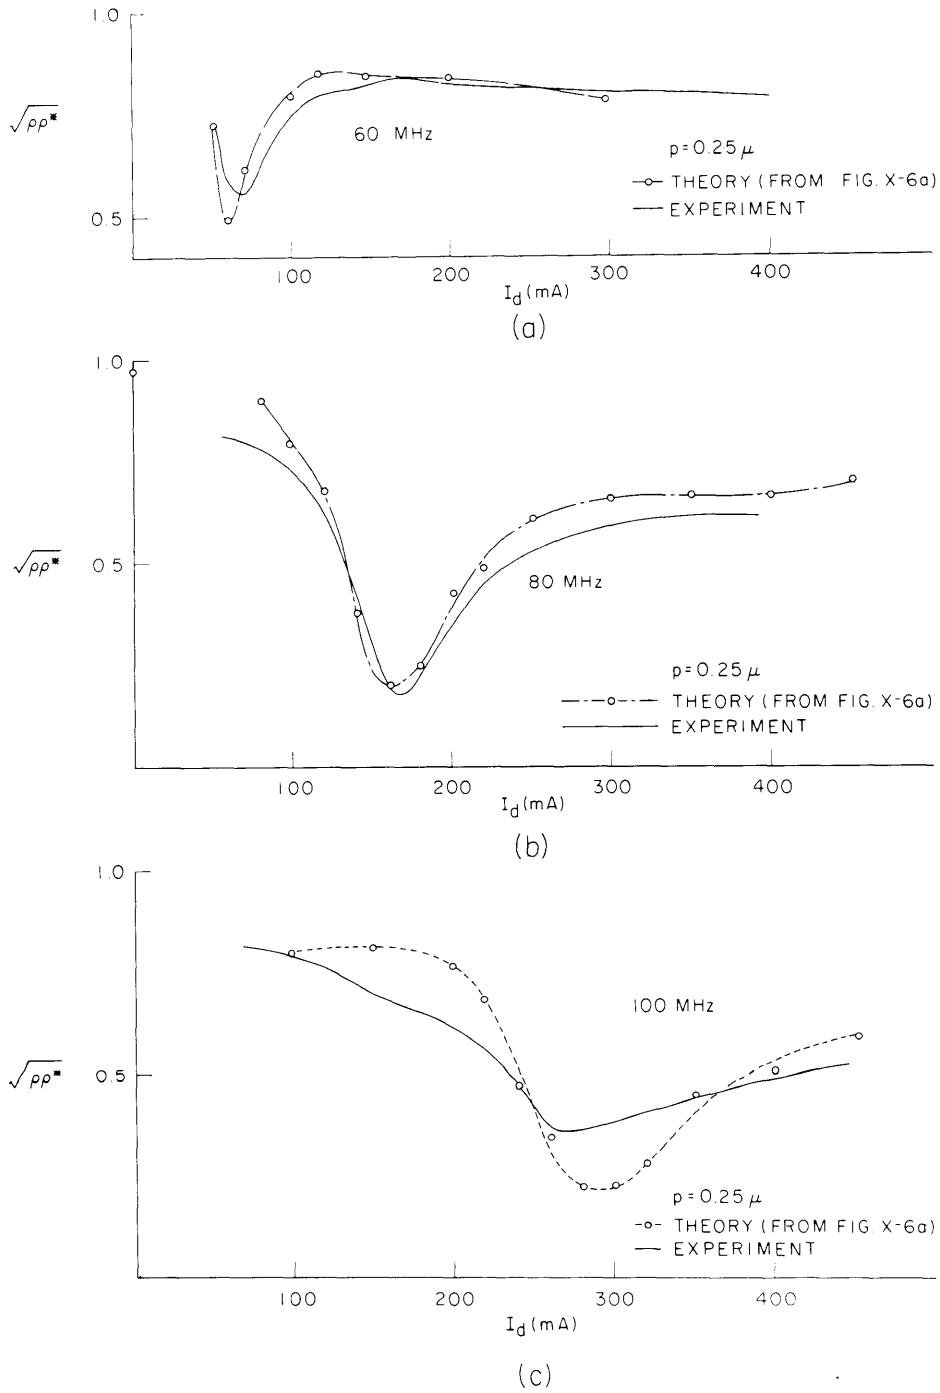 1.0
√ρρ*
0.5
60 MHz
p=0.25 μ
THEORY (FROM FIG. X-6a)
EXPERIMENT
100 200 300 400
I_d (mA)
(a)
1.0
√ρρ*
0.5
80 MHz
p=0.25 μ
THEORY (FROM FIG. X-6a)
EXPERIMENT
100 200 300 400
I_d (mA)
(b)
1.0
√ρρ*
0.5
100 MHz
p=0.25 μ
THEORY (FROM FIG. X-6a)
EXPERIMENT
100 200 300 400
I_d (mA)
(c)